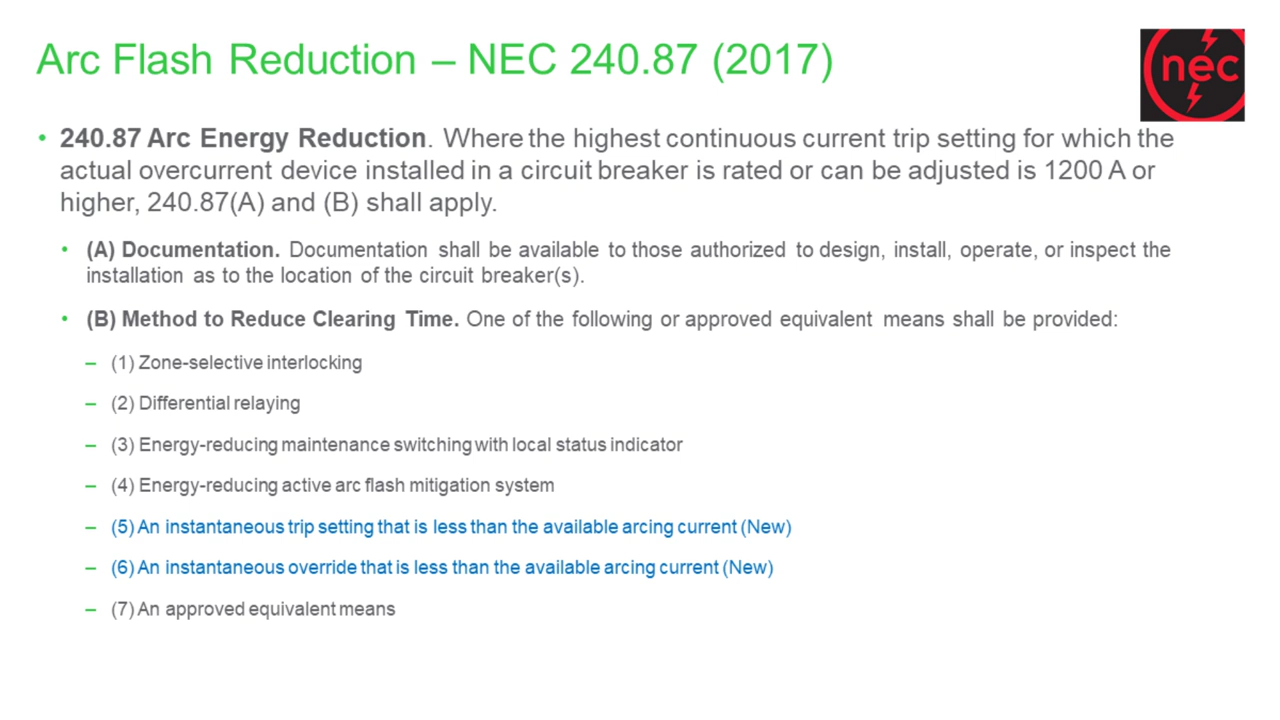 Arc Flash Reduction – NEC 240.87 (2017)
nec
• 240.87 Arc Energy Reduction. Where the highest continuous current trip setting for which the
actual overcurrent device installed in a circuit breaker is rated or can be adjusted is 1200 A or
higher, 240.87(A) and (B) shall apply.
• (A) Documentation. Documentation shall be available to those authorized to design, install, operate, or inspect the
installation as to the location of the circuit breaker(s).
• (B) Method to Reduce Clearing Time. One of the following or approved equivalent means shall be provided:
– (1) Zone-selective interlocking
– (2) Differential relaying
– (3) Energy-reducing maintenance switching with local status indicator
– (4) Energy-reducing active arc flash mitigation system
– (5) An instantaneous trip setting that is less than the available arcing current (New)
– (6) An instantaneous override that is less than the available arcing current (New)
– (7) An approved equivalent means